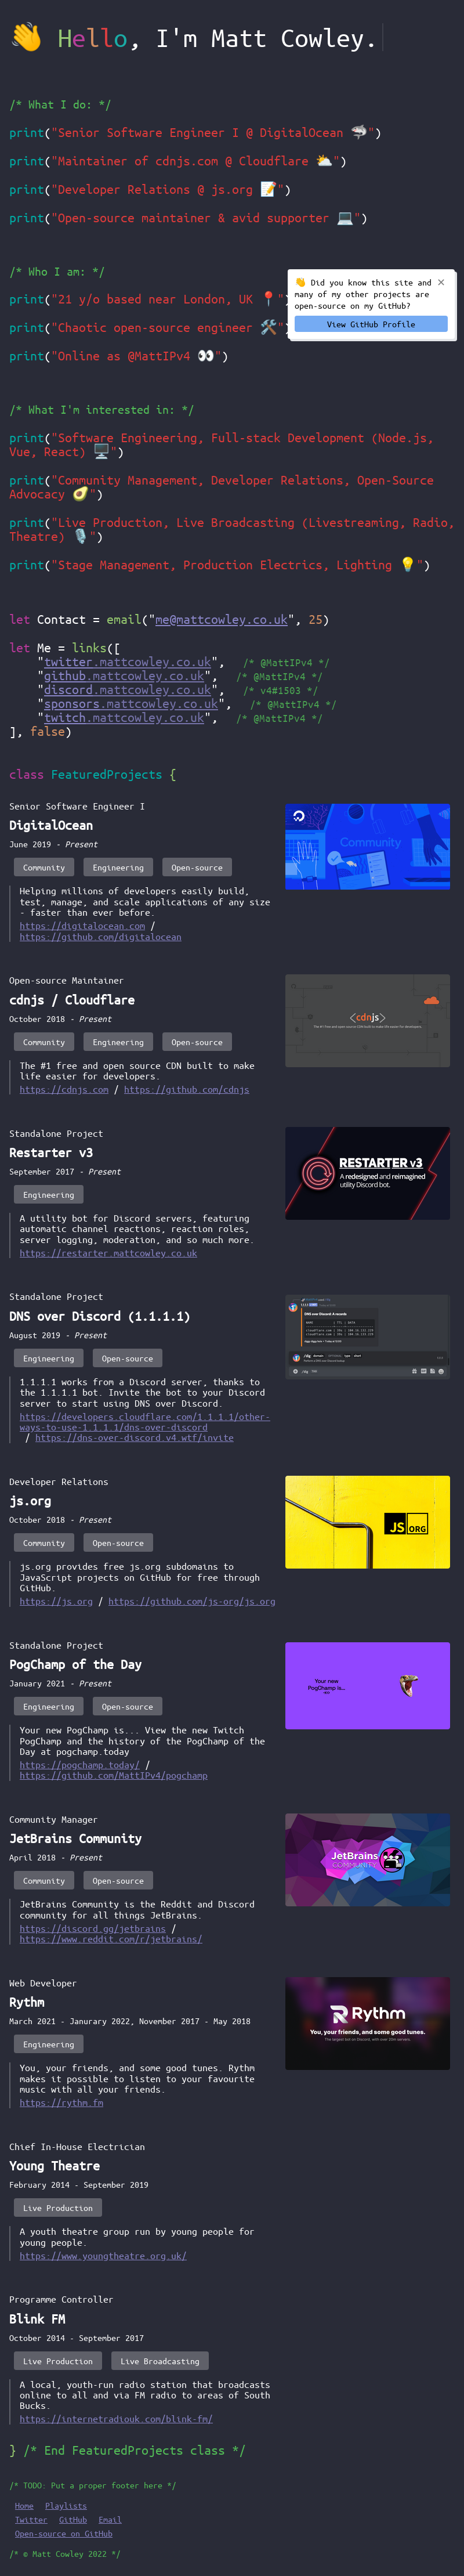 👋 Hello, I'm Matt Cowley.
/* What I do: */
print("Senior Software Engineer I @ DigitalOcean 🦈")
print("Maintainer of cdnjs.com @ Cloudflare ⛅")
print("Developer Relations @ js.org 📝")
print("Open-source maintainer & avid supporter 💻")
/* Who I am: */
print("21 y/o based near London, UK 📍")
print("Chaotic open-source engineer 🛠️")
print("Online as @MattIPv4 👀")
👋 Did you know this site and ✕
many of my other projects are
open-source on my GitHub?
View GitHub Profile
/* What I'm interested in: */
print("Software Engineering, Full-stack Development (Node.js,
Vue, React) 🖥️")
print("Community Management, Developer Relations, Open-Source
Advocacy 🥑")
print("Live Production, Live Broadcasting (Livestreaming, Radio,
Theatre) 🎙️")
print("Stage Management, Production Electrics, Lighting 💡")
let Contact = email("me@mattcowley.co.uk", 25)
let Me = links([
"twitter.mattcowley.co.uk", /* @MattIPv4 */
"github.mattcowley.co.uk", /* @MattIPv4 */
"discord.mattcowley.co.uk", /* v4#1503 */
"sponsors.mattcowley.co.uk", /* @MattIPv4 */
"twitch.mattcowley.co.uk", /* @MattIPv4 */
], false)
class FeaturedProjects {
Senior Software Engineer I
DigitalOcean
June 2019 - Present
Community Engineering Open-source
Helping millions of developers easily build,
test, manage, and scale applications of any size
- faster than ever before.
https://digitalocean.com /
https://github.com/digitalocean
Community
Open-source Maintainer
cdnjs / Cloudflare
October 2018 - Present
Community Engineering Open-source
The #1 free and open source CDN built to make
life easier for developers.
https://cdnjs.com / https://github.com/cdnjs
<cdnjs>
The #1 free and open source CDN built to make life easier for developers.
Standalone Project
Restarter v3
September 2017 - Present
Engineering
A utility bot for Discord servers, featuring
automatic channel reactions, reaction roles,
server logging, moderation, and so much more.
https://restarter.mattcowley.co.uk
RESTARTER v3
A redesigned and reimagined
utility Discord bot.
Standalone Project
DNS over Discord (1.1.1.1)
August 2019 - Present
Engineering Open-source
1.1.1.1 works from a Discord server, thanks to
the 1.1.1.1 bot. Invite the bot to your Discord
server to start using DNS over Discord.
https://developers.cloudflare.com/1.1.1.1/other-
ways-to-use-1.1.1.1/dns-over-discord
/ https://dns-over-discord.v4.wtf/invite
Developer Relations
js.org
October 2018 - Present
Community Open-source
js.org provides free js.org subdomains to
JavaScript projects on GitHub for free through
GitHub.
https://js.org / https://github.com/js-org/js.org
JS ORG
Standalone Project
PogChamp of the Day
January 2021 - Present
Engineering Open-source
Your new PogChamp is... View the new Twitch
PogChamp and the history of the PogChamp of the
Day at pogchamp.today
https://pogchamp.today/ /
https://github.com/MattIPv4/pogchamp
Your new
PogChamp is...
Community Manager
JetBrains Community
April 2018 - Present
Community Open-source
JetBrains Community is the Reddit and Discord
community for all things JetBrains.
https://discord.gg/jetbrains /
https://www.reddit.com/r/jetbrains/
JetBrains
COMMUNITY
Web Developer
Rythm
March 2021 - Janurary 2022, November 2017 - May 2018
Engineering
You, your friends, and some good tunes. Rythm
makes it possible to listen to your favourite
music with all your friends.
https://rythm.fm
Rythm
You, your friends, and some good tunes.
The largest bot on Discord, with over 20M servers.
Chief In-House Electrician
Young Theatre
February 2014 - September 2019
Live Production
A youth theatre group run by young people for
young people.
https://www.youngtheatre.org.uk/
Programme Controller
Blink FM
October 2014 - September 2017
Live Production Live Broadcasting
A local, youth-run radio station that broadcasts
online to all and via FM radio to areas of South
Bucks.
https://internetradiouk.com/blink-fm/
} /* End FeaturedProjects class */
/* TODO: Put a proper footer here */
Home Playlists
Twitter GitHub Email
Open-source on GitHub
/* © Matt Cowley 2022 */